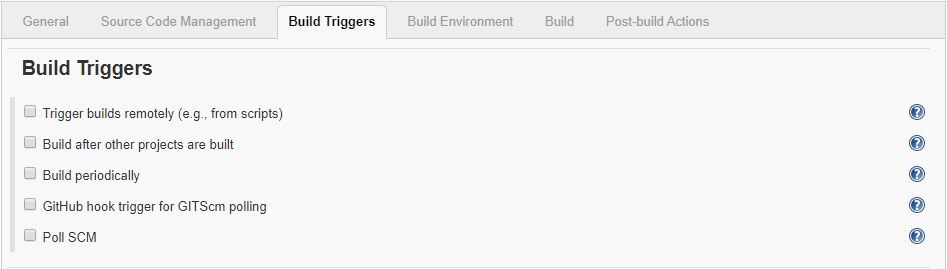 General Source Code Management Build Triggers Build Environment Build Post-build Actions
Build Triggers
Trigger builds remotely (e.g., from scripts) ?
Build after other projects are built ?
Build periodically ?
GitHub hook trigger for GITScm polling ?
Poll SCM ?